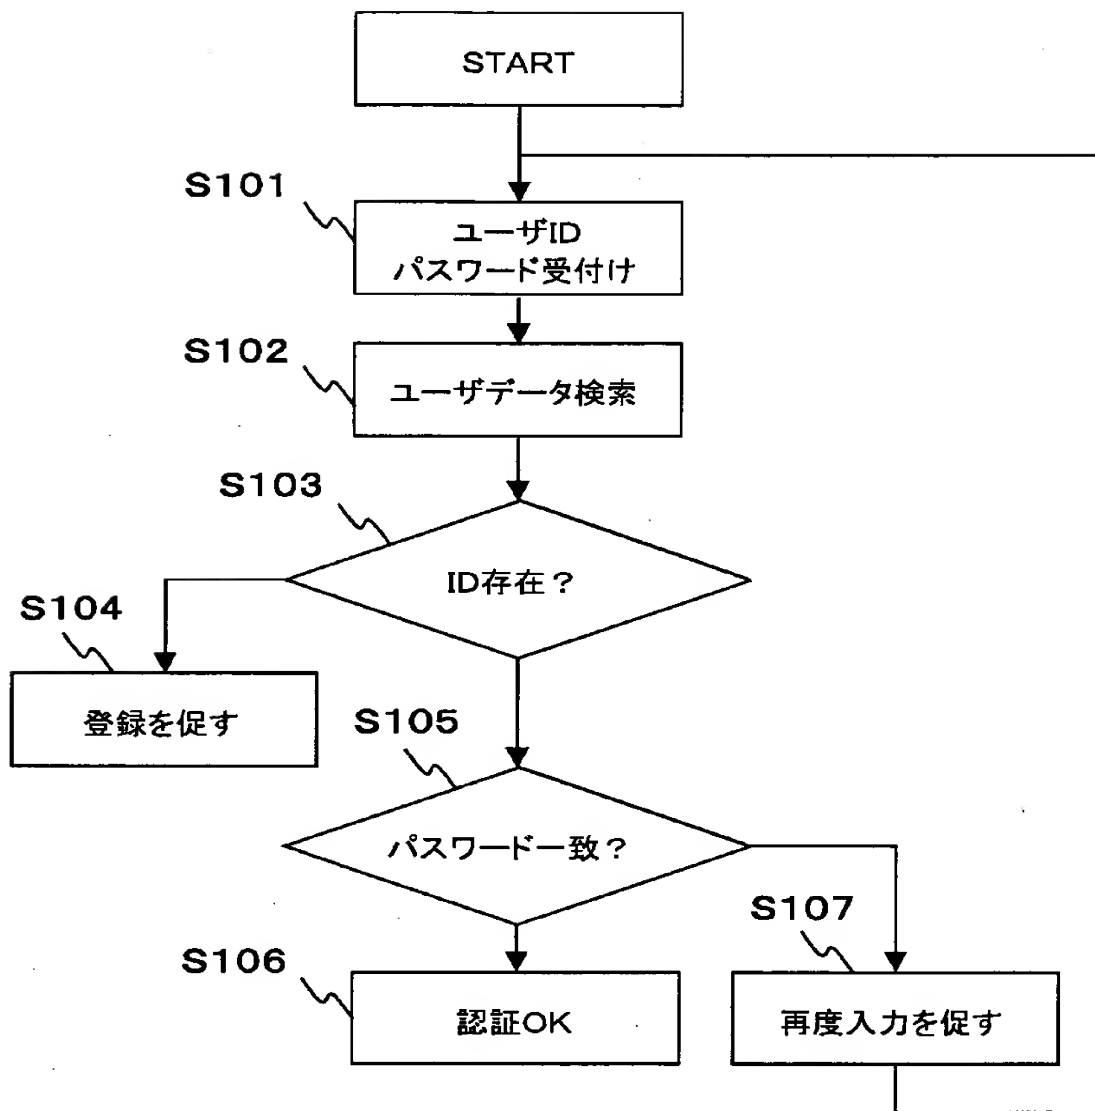 START
S101
ユーザID
パスワード受付け
S102
ユーザデータ検索
S103
ID存在？
S104
登録を促す
S105
パスワード一致？
S106
認証OK
S107
再度入力を促す